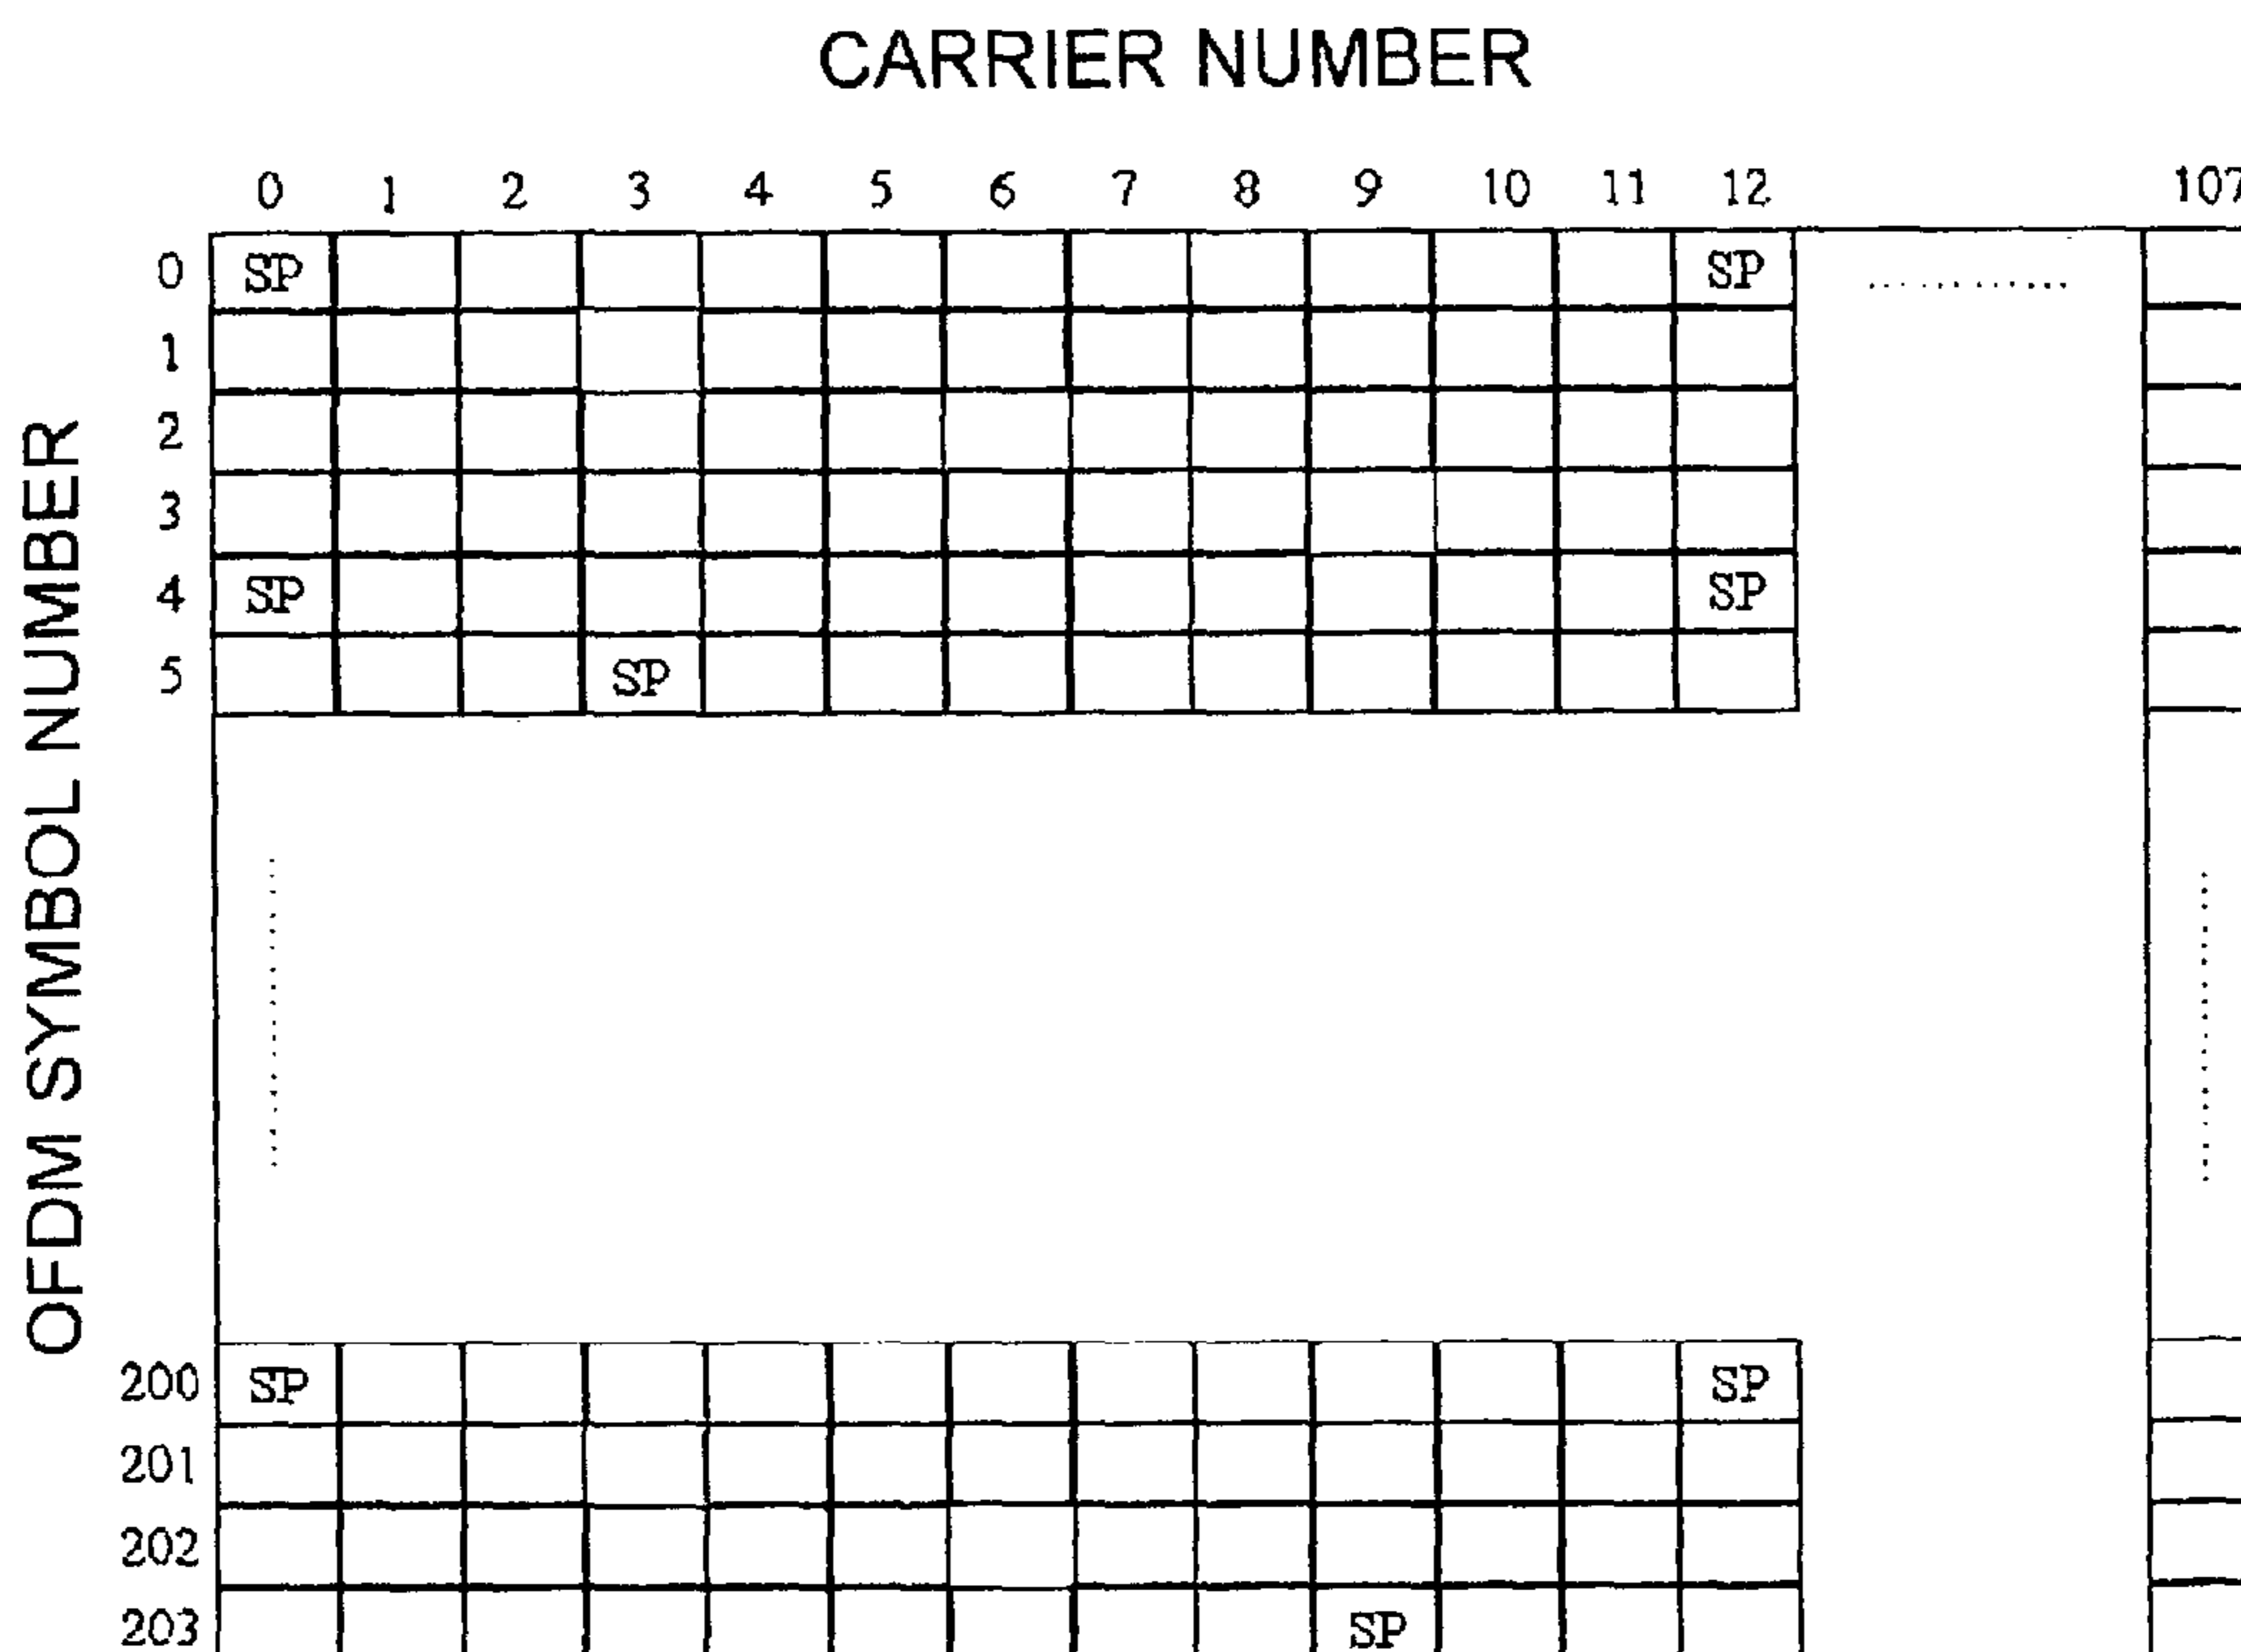 CARRIER NUMBER
0 1 2 3 4 5 6 7 8 9 10 11 12 107
0 SP SP
1
2
3
4 SP SP
5 SP
OFDM SYMBOL NUMBER
200 SP SP
201
202
203 SP